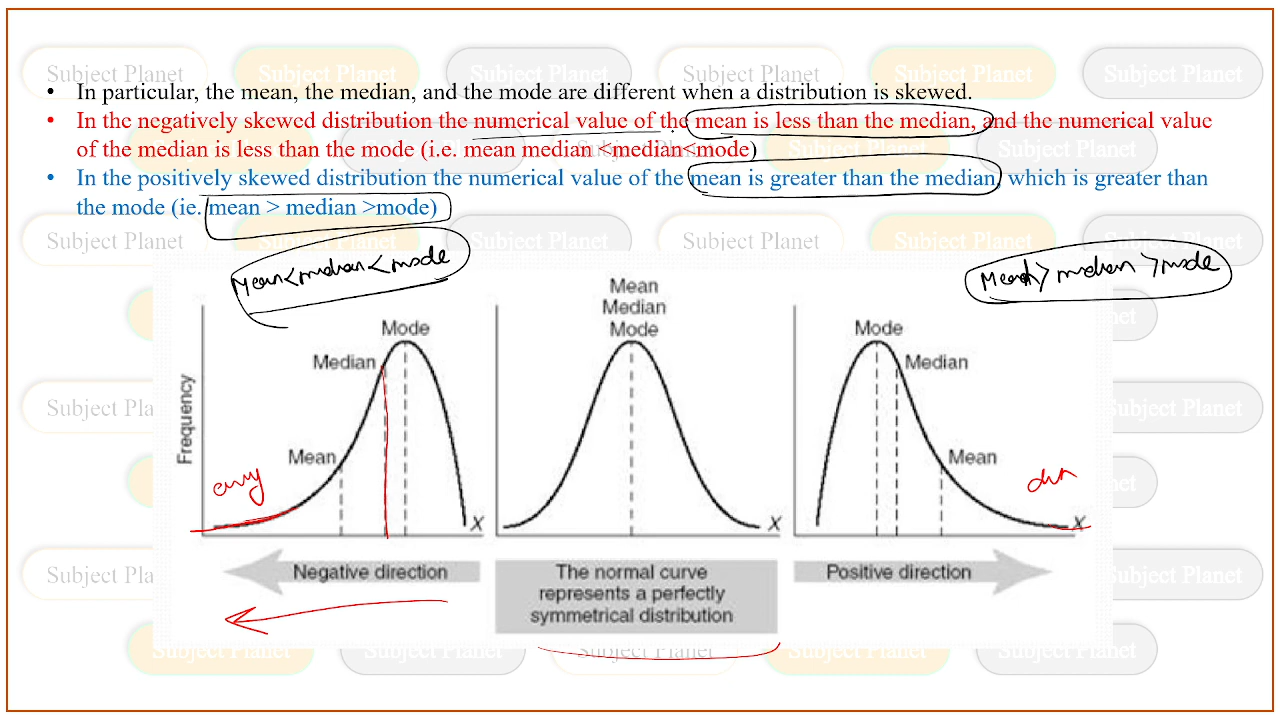 • In particular, the mean, the median, and the mode are different when a distribution is skewed.
• In the negatively skewed distribution the numerical value of the mean is less than the median, and the numerical value
of the median is less than the mode (i.e. mean median <median<mode)
• In the positively skewed distribution the numerical value of the mean is greater than the median, which is greater than
the mode (ie. mean > median >mode)
Mean<median<mode
Mean>median>mode
Mode
Median
Mean
Frequency
X
Negative direction
Mean
Median
Mode
X
The normal curve
represents a perfectly
symmetrical distribution
Mode
Median
Mean
X
Positive direction
Subject Planet